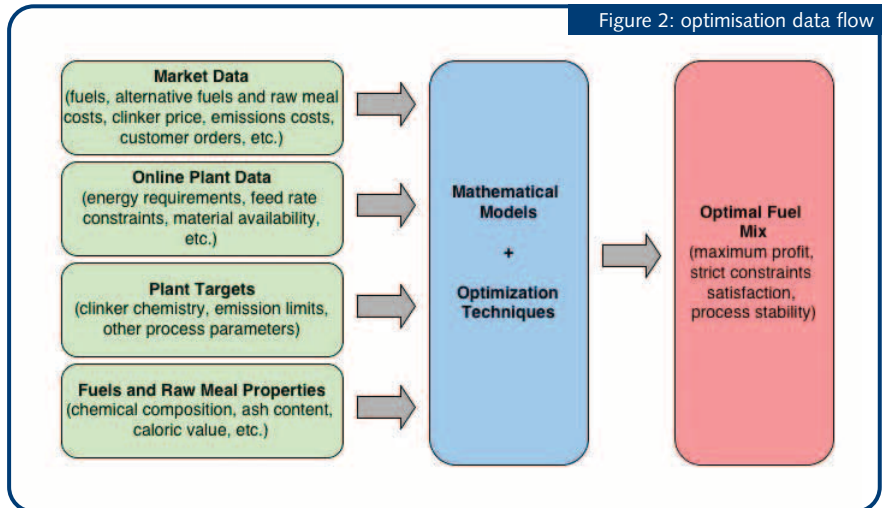 Figure 2: optimisation data flow
Market Data
(fuels, alternative fuels and raw meal
costs, clinker price, emissions costs,
customer orders, etc.)
Online Plant Data
(energy requirements, feed rate
constraints, material availability,
etc.)
Plant Targets
(clinker chemistry, emission limits,
other process parameters)
Fuels and Raw Meal Properties
(chemical composition, ash content,
caloric value, etc.)
Mathematical
Models
+
Optimization
Techniques
Optimal Fuel
Mix
(maximum profit,
strict constraints
satisfaction,
process stability)